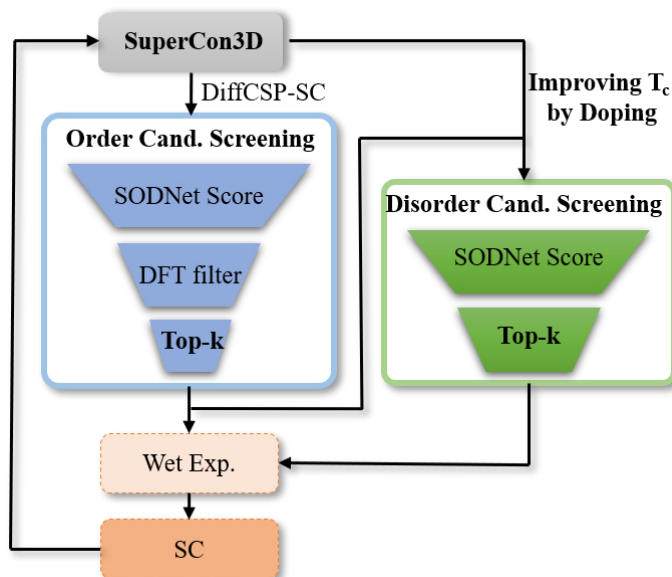 SuperCon3D
DiffCSP-SC
Improving T_c
by Doping
Order Cand. Screening
SODNet Score
DFT filter
Top-k
Disorder Cand. Screening
SODNet Score
Top-k
Wet Exp.
SC